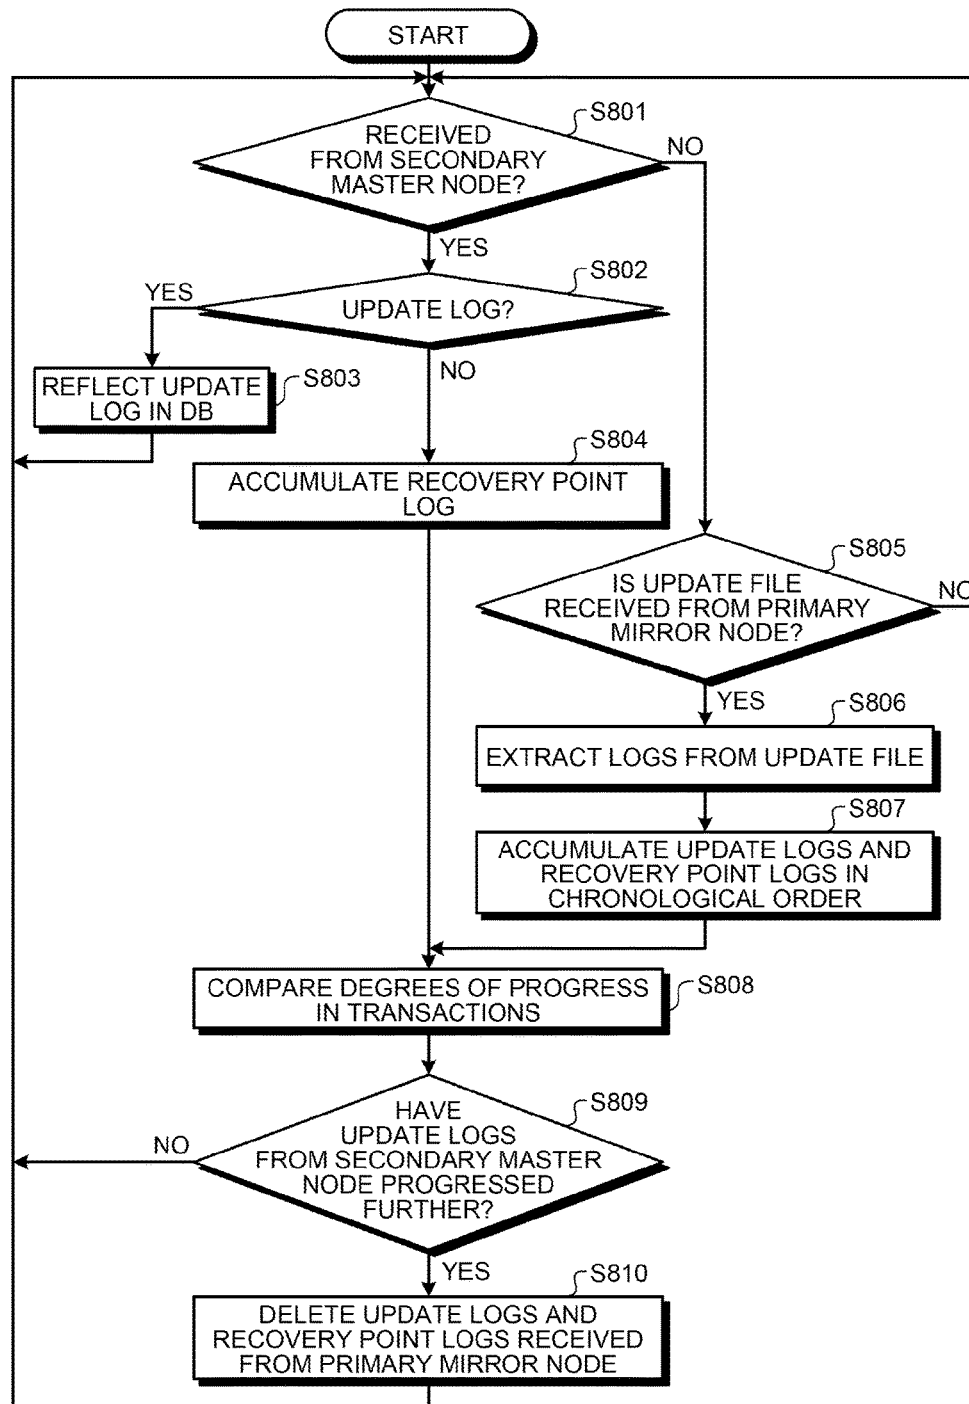 START
S801
RECEIVED
FROM SECONDARY
MASTER NODE?
NO
YES
S802
YES
UPDATE LOG?
NO
S803
REFLECT UPDATE
LOG IN DB
S804
ACCUMULATE RECOVERY POINT
LOG
S805
IS UPDATE FILE
RECEIVED FROM PRIMARY
MIRROR NODE?
NO
YES
S806
EXTRACT LOGS FROM UPDATE FILE
S807
ACCUMULATE UPDATE LOGS AND
RECOVERY POINT LOGS IN
CHRONOLOGICAL ORDER
S808
COMPARE DEGREES OF PROGRESS
IN TRANSACTIONS
S809
HAVE
UPDATE LOGS
FROM SECONDARY MASTER
NODE PROGRESSED
FURTHER?
NO
YES
S810
DELETE UPDATE LOGS AND
RECOVERY POINT LOGS RECEIVED
FROM PRIMARY MIRROR NODE